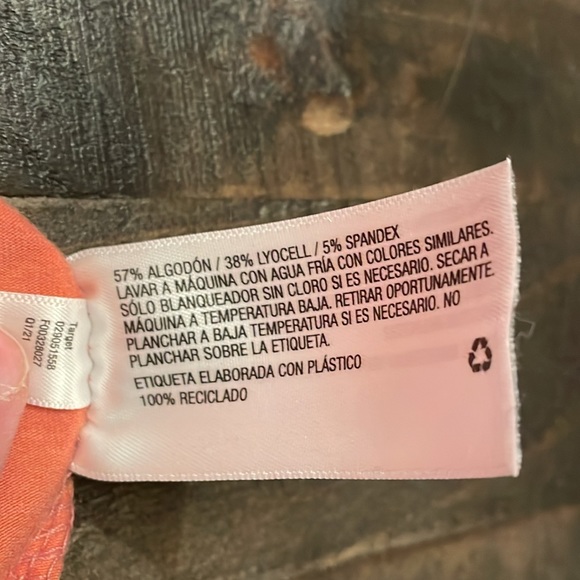 57% ALGODÓN / 38% LYOCELL / 5% SPANDEX
LAVAR A MÁQUINA CON AGUA FRÍA CON COLORES SIMILARES.
SÓLO BLANQUEADOR SIN CLORO SI ES NECESARIO. SECAR A
MÁQUINA A TEMPERATURA BAJA. RETIRAR OPORTUNAMENTE.
PLANCHAR A BAJA TEMPERATURA SI ES NECESARIO. NO
PLANCHAR SOBRE LA ETIQUETA.
ETIQUETA ELABORADA CON PLÁSTICO
100% RECICLADO
Target
029051558
F00328027
Q1/21